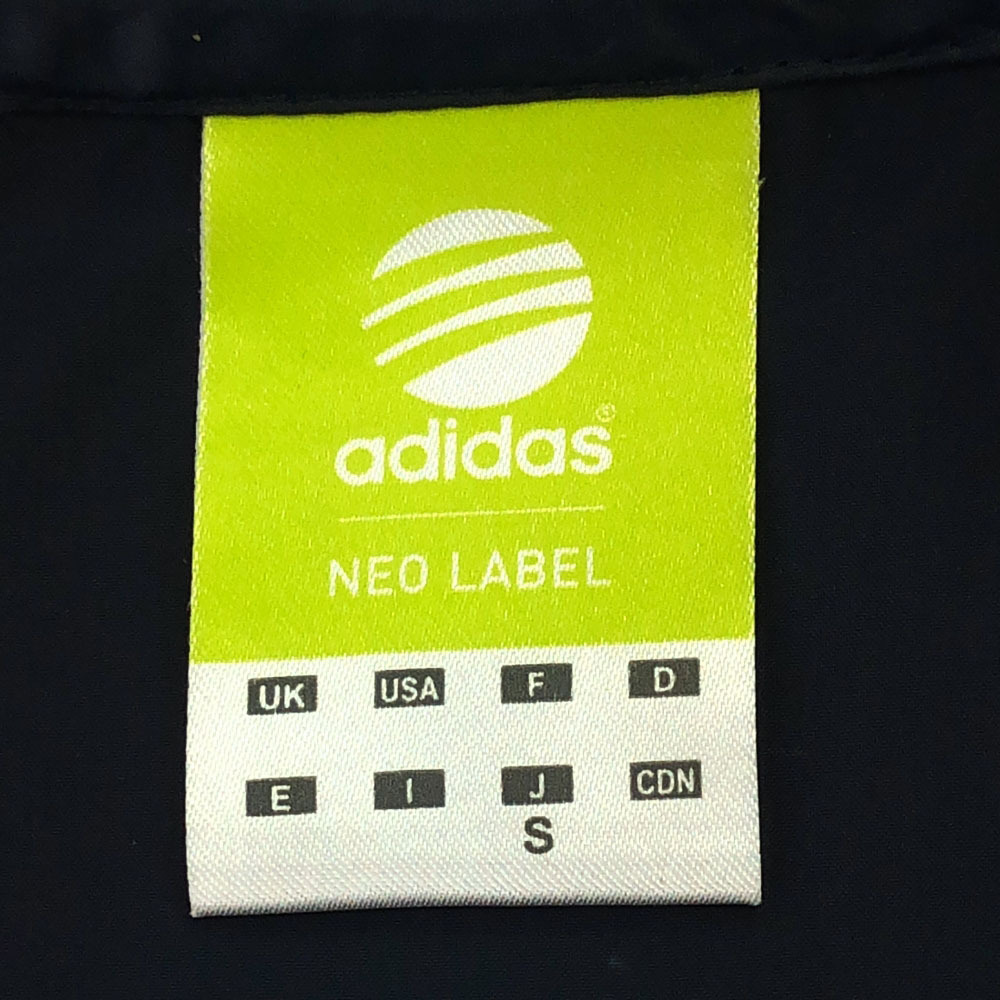 adidas®
NEO LABEL
UK USA F D
E I J CDN
S